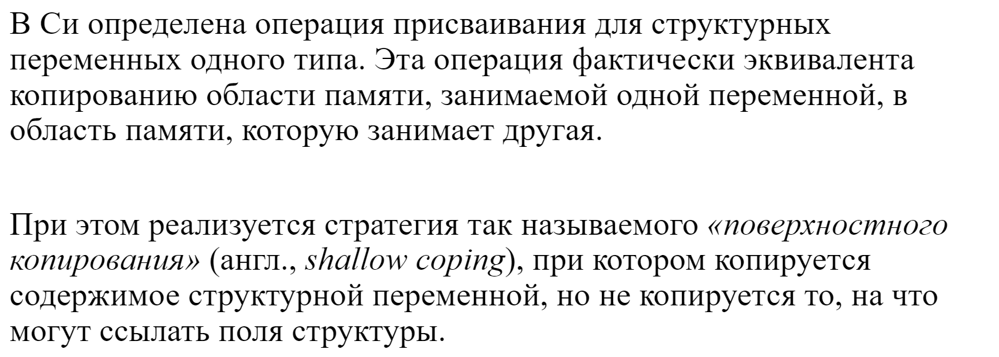 В Си определена операция присваивания для структурных
переменных одного типа. Эта операция фактически эквивалента
копированию области памяти, занимаемой одной переменной, в
область памяти, которую занимает другая.
При этом реализуется стратегия так называемого «поверхностного
копирования» (англ., shallow coping), при котором копируется
содержимое структурной переменной, но не копируется то, на что
могут ссылать поля структуры.